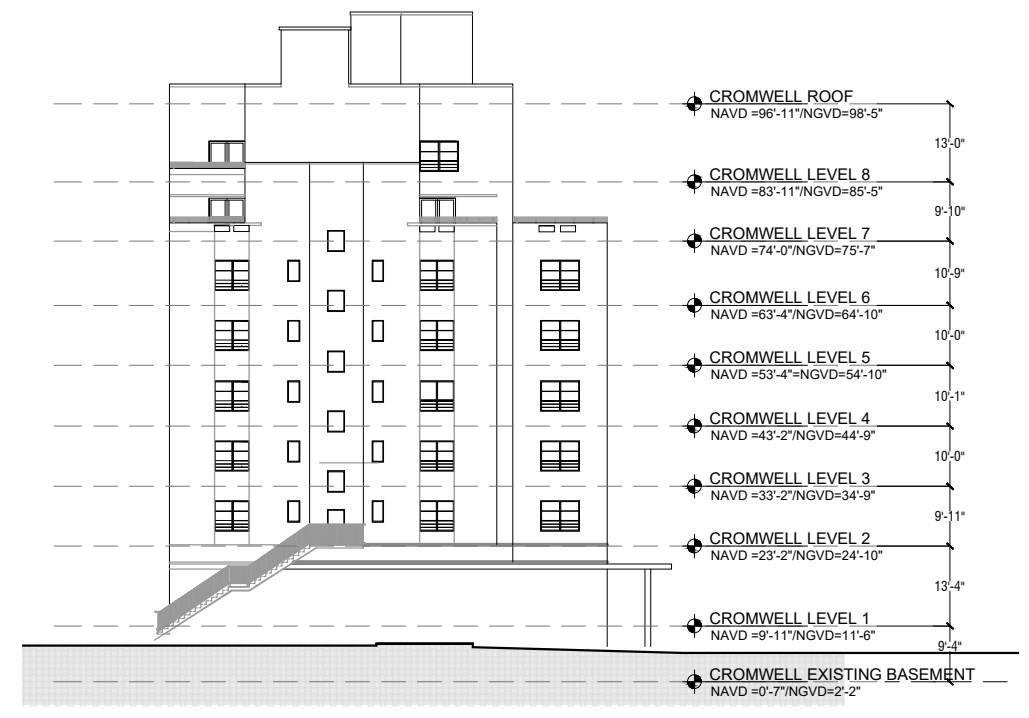 CROMWELL ROOF
NAVD =96'-11"/NGVD=98'-5"
13'-0"
CROMWELL LEVEL 8
NAVD =83'-11"/NGVD=85'-5"
9'-10"
CROMWELL LEVEL 7
NAVD =74'-0"/NGVD=75'-7"
10'-9"
CROMWELL LEVEL 6
NAVD =63'-4"/NGVD=64'-10"
10'-0"
CROMWELL LEVEL 5
NAVD =53'-4"=NGVD=54'-10"
10'-1"
CROMWELL LEVEL 4
NAVD =43'-2"/NGVD=44'-9"
10'-0"
CROMWELL LEVEL 3
NAVD =33'-2"/NGVD=34'-9"
9'-11"
CROMWELL LEVEL 2
NAVD =23'-2"/NGVD=24'-10"
13'-4"
CROMWELL LEVEL 1
NAVD =9'-11"/NGVD=11'-6"
9'-4"
CROMWELL EXISTING BASEMENT
NAVD =0'-7"/NGVD=2'-2"